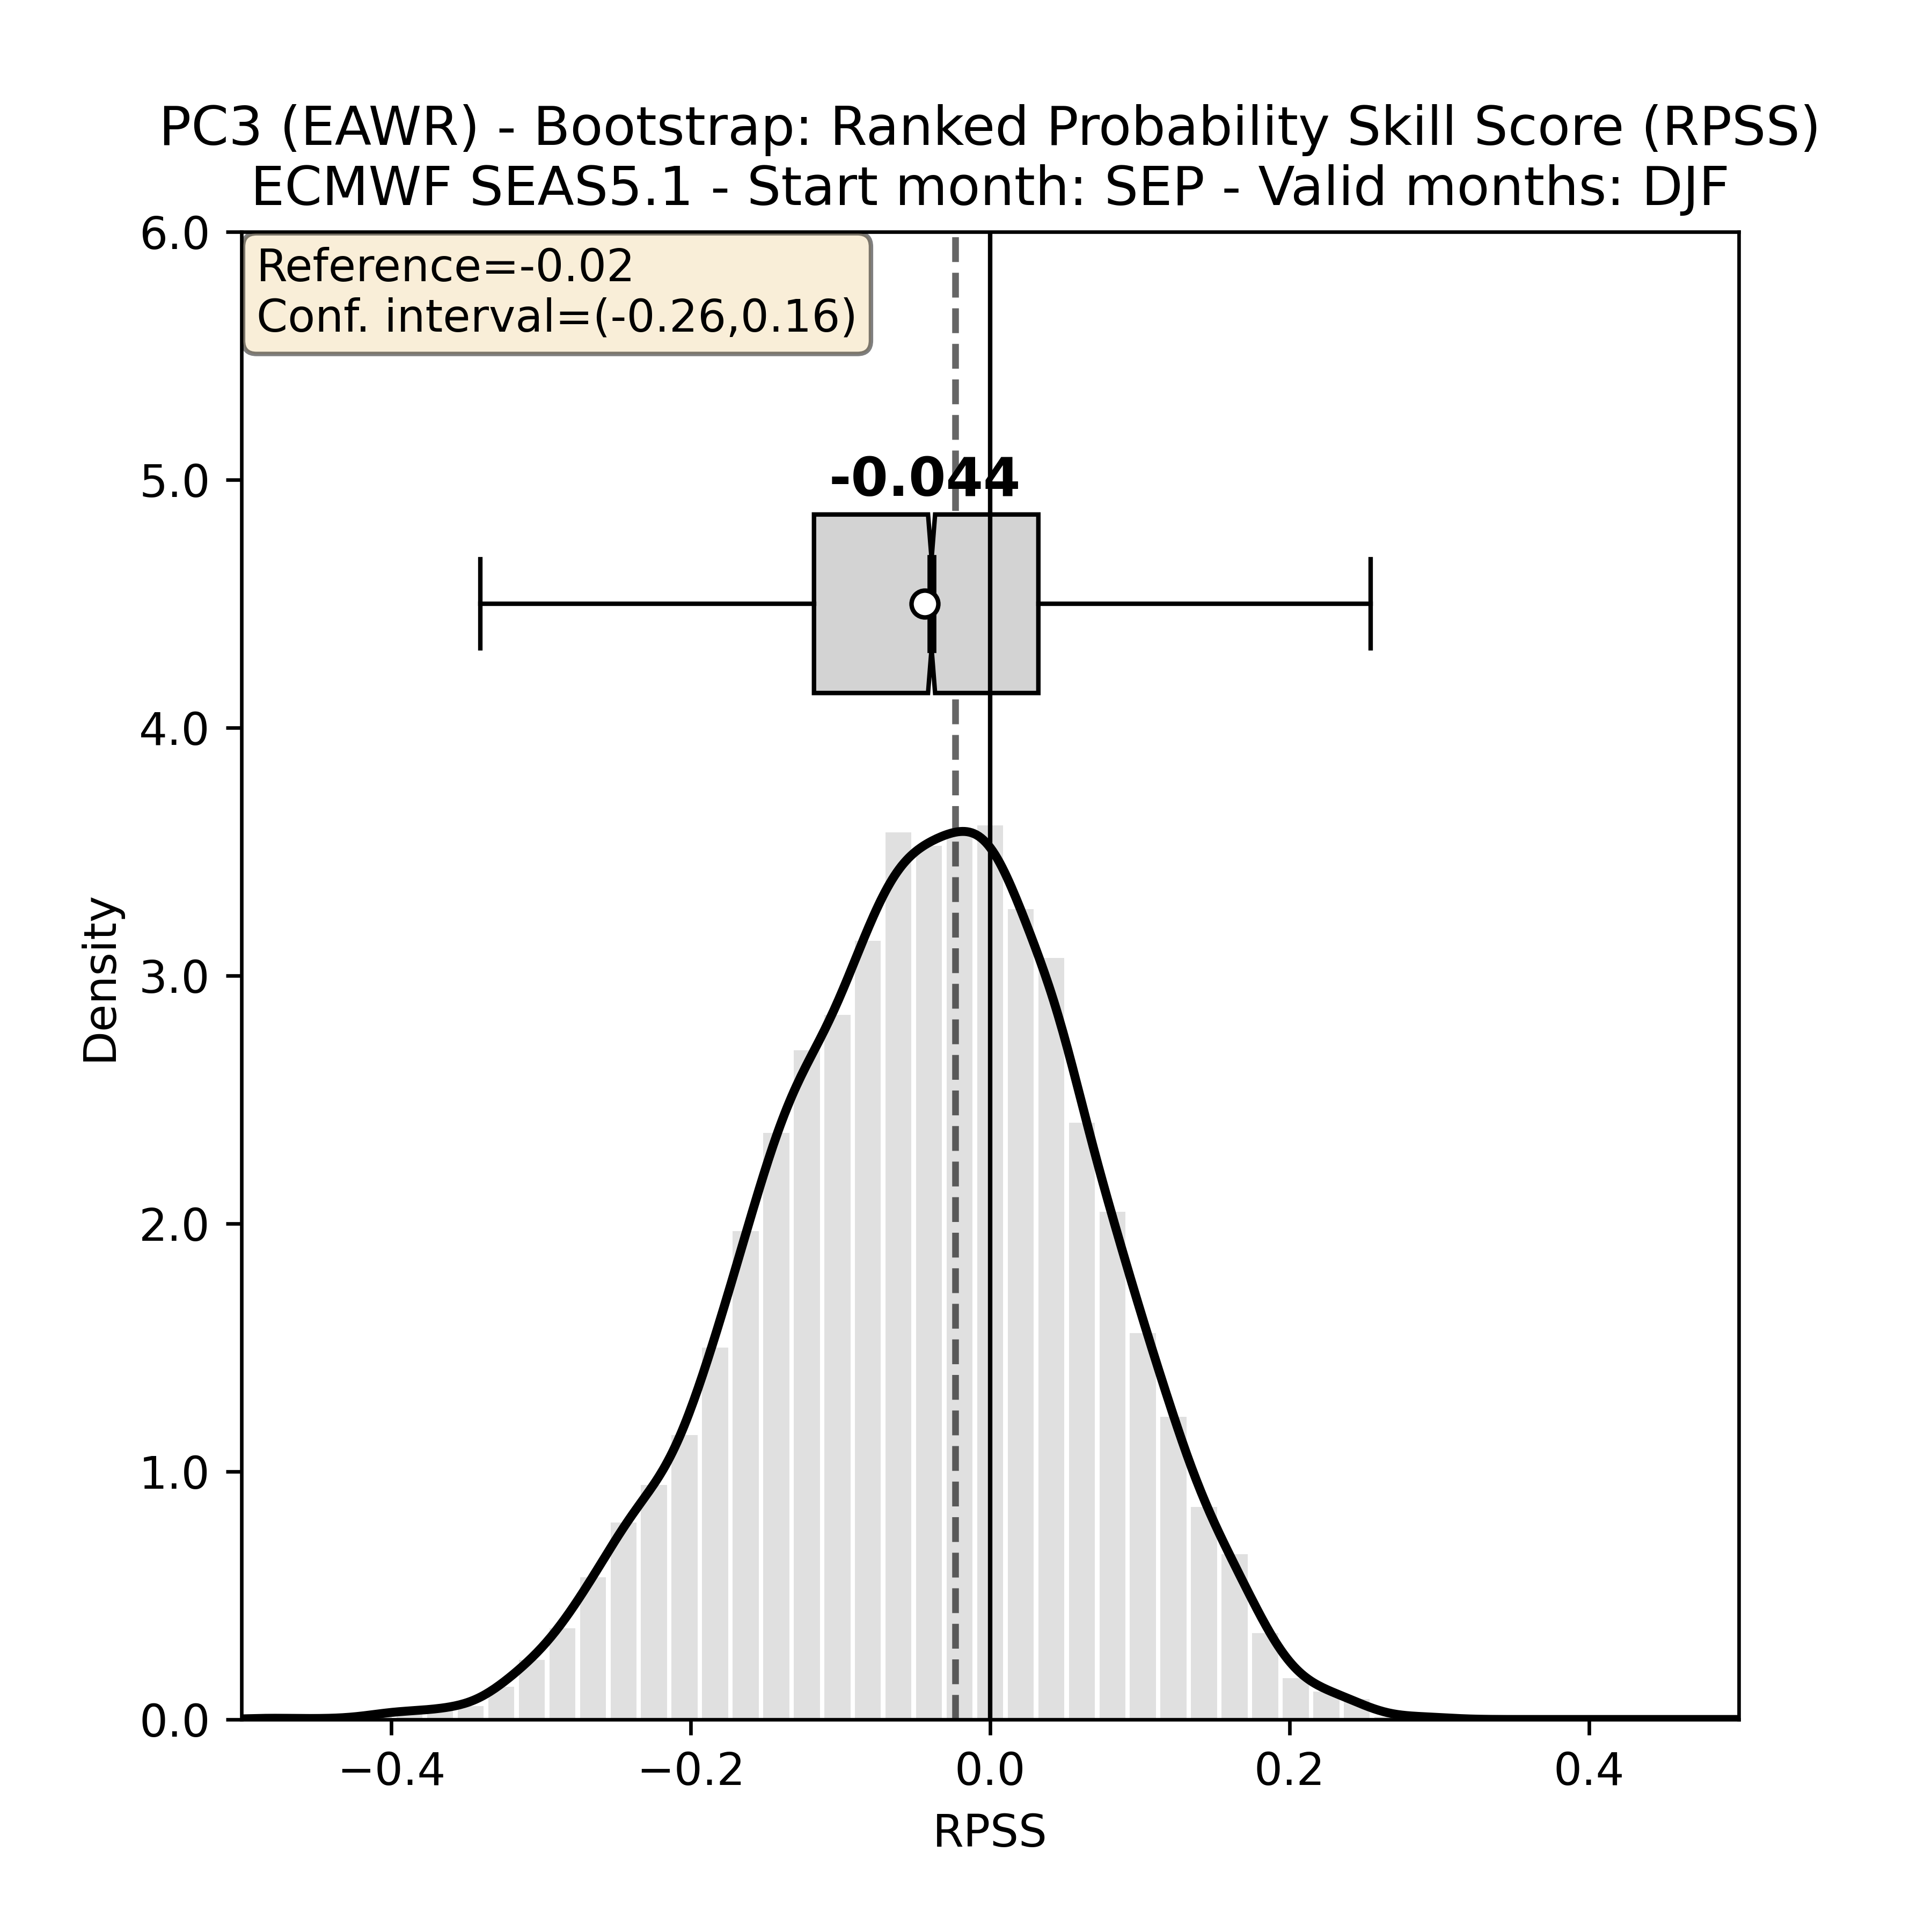 PC3 (EAWR) - Bootstrap: Ranked Probability Skill Score (RPSS)
ECMWF SEAS5.1 - Start month: SEP - Valid months: DJF
Reference=-0.02
Conf. interval=(-0.26,0.16)
-0.044
6.0
5.0
4.0
3.0
2.0
1.0
0.0
Density
−0.4
−0.2
0.0
0.2
0.4
RPSS